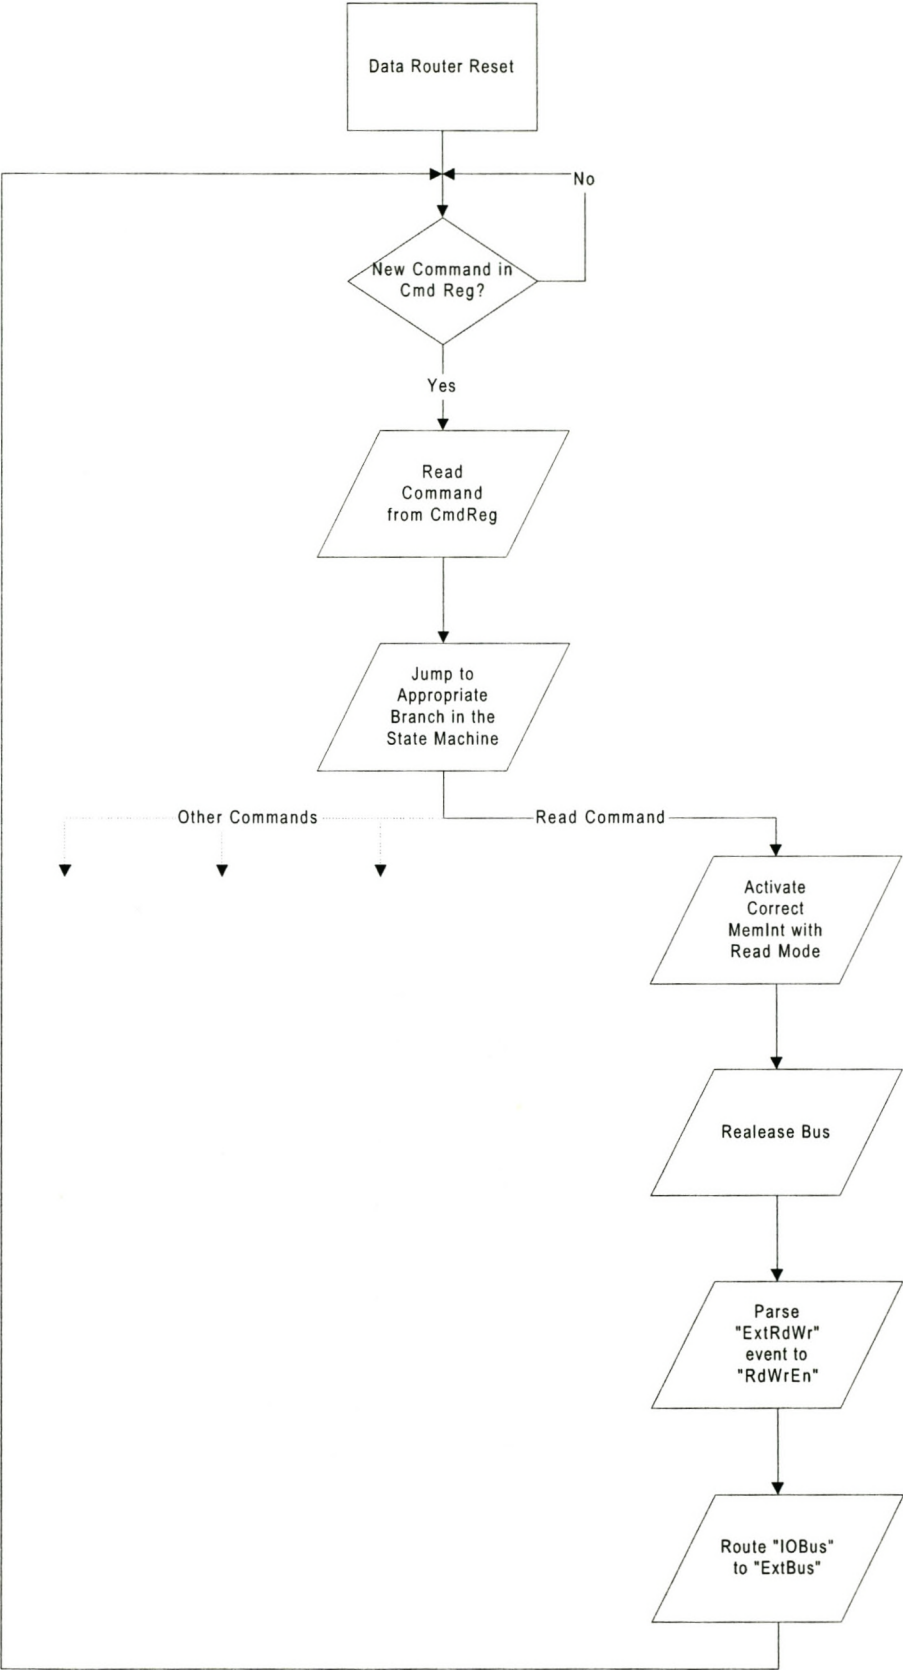 Data Router Reset
No
New Command in
Cmd Reg?
Yes
Read
Command
from CmdReg
Jump to
Appropriate
Branch in the
State Machine
Other Commands
Read Command
Activate
Correct
MemInt with
Read Mode
Realease Bus
Parse
"ExtRdWr"
event to
"RdWrEn"
Route "IOBus"
to "ExtBus"